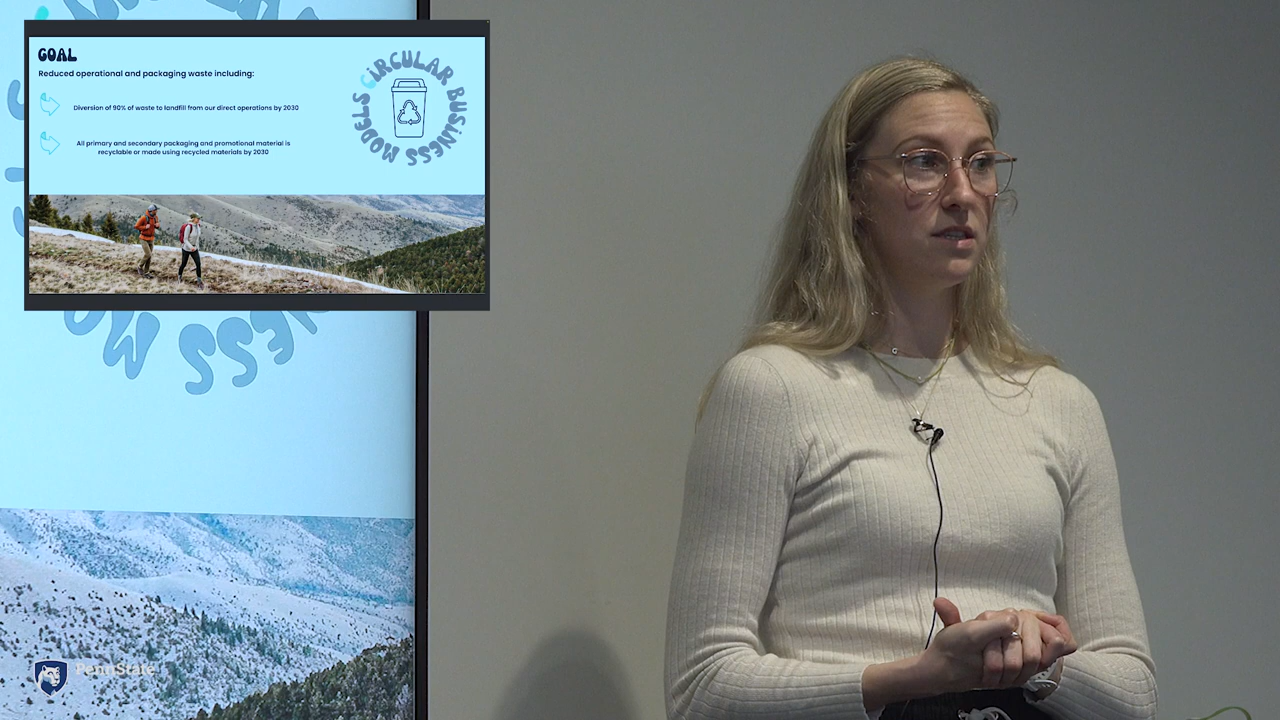 GOAL
Reduced operational and packaging waste including:
Diversion of 90% of waste to landfill from our direct operations by 2030
All primary and secondary packaging and promotional material is
recyclable or made using recycled materials by 2030
CiRCULAR BUSiNESS MODELS
NESS MO
PennState